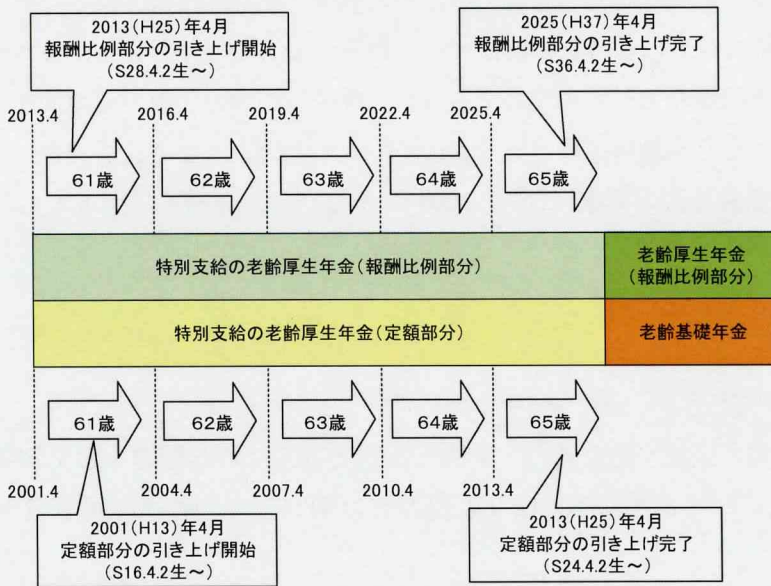 2013(H25)年4月
報酬比例部分の引き上げ開始
(S28.4.2生～)
2025(H37)年4月
報酬比例部分の引き上げ完了
(S36.4.2生～)
2013.4
2016.4
2019.4
2022.4
2025.4
61歳
62歳
63歳
64歳
65歳
特別支給の老齢厚生年金(報酬比例部分)
老齢厚生年金
(報酬比例部分)
特別支給の老齢厚生年金(定額部分)
老齢基礎年金
61歳
62歳
63歳
64歳
65歳
2001.4
2004.4
2007.4
2010.4
2013.4
2001(H13)年4月
定額部分の引き上げ開始
(S16.4.2生～)
2013(H25)年4月
定額部分の引き上げ完了
(S24.4.2生～)